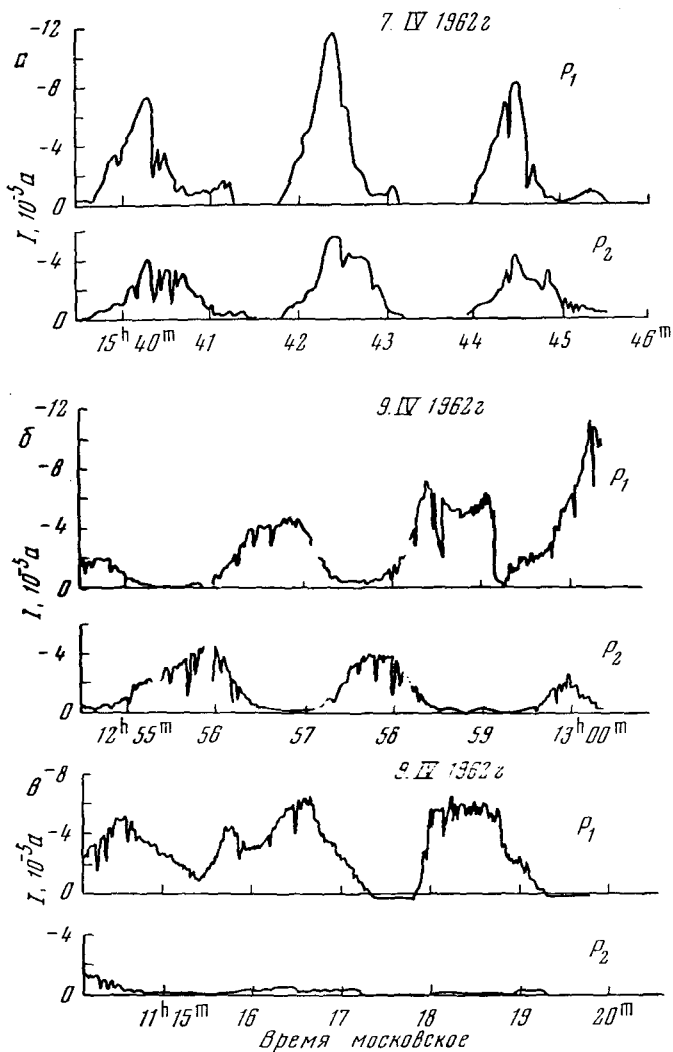 7. IV 1962 г
а
-12
-8
-4
0
P₁
I, 10⁻⁵ а
-4
0
P₂
15ʰ 40ᵐ 41 42 43 44 45 46ᵐ
9. IV 1962 г
б
-12
-8
-4
0
P₁
I, 10⁻⁵ а
-4
0
P₂
12ʰ 55ᵐ 56 57 58 59 13ʰ 00ᵐ
9. IV 1962 г
в
-8
-4
0
P₁
I, 10⁻⁵ а
-4
0
P₂
11ʰ 15ᵐ 16 17 18 19 20ᵐ
Время московское